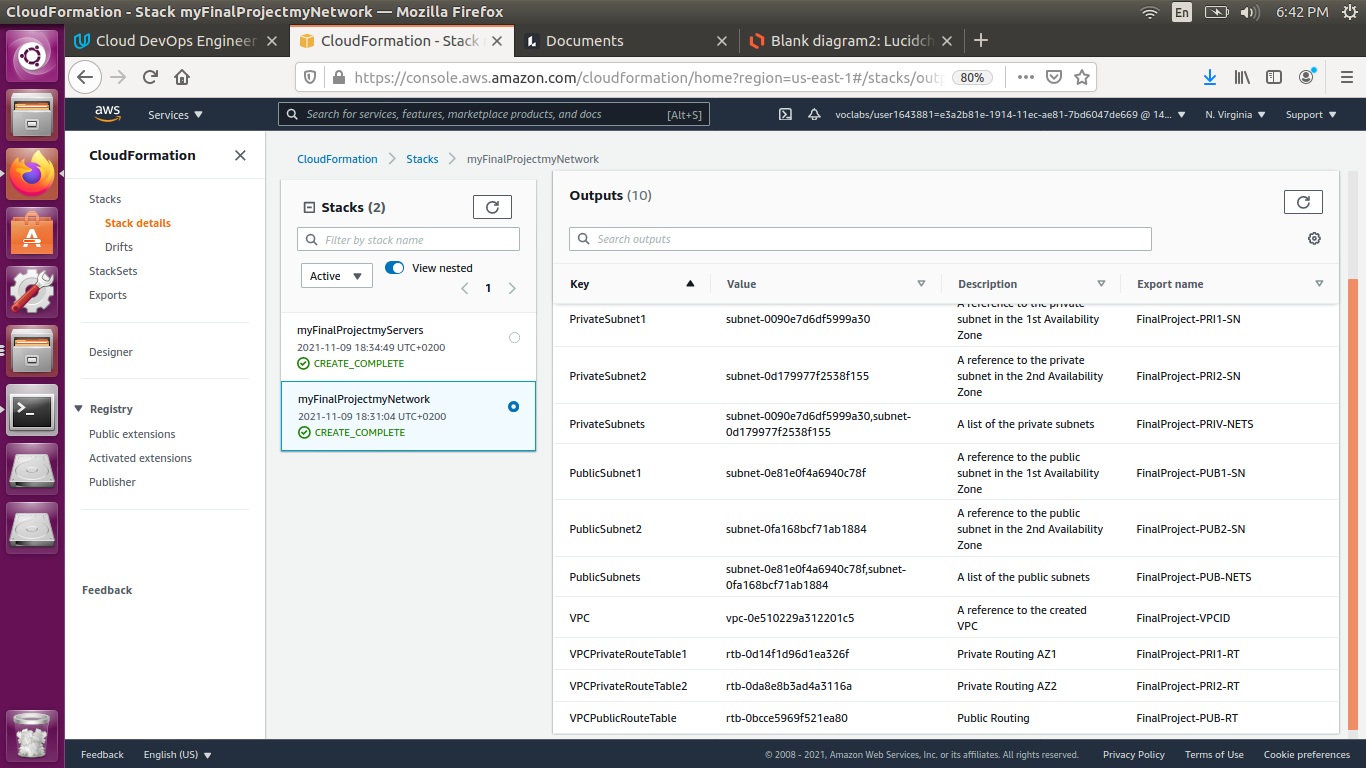 CloudFormation - Stack myFinalProjectmyNetwork — Mozilla Firefox
En
6:42 PM
Cloud DevOps Engineer
CloudFormation - Stack
Documents
Blank diagram2: Lucidch
https://console.aws.amazon.com/cloudformation/home?region=us-east-1#/stacks/out
80%
aws
Services
Search for services, features, marketplace products, and docs
[Alt+S]
voclabs/user1643881=e3a2b81e-1914-11ec-ae81-7bd6047de669 @ 14...
N. Virginia
Support
CloudFormation
Stacks
Stack details
Drifts
StackSets
Exports
Designer
Registry
Public extensions
Activated extensions
Publisher
Feedback
CloudFormation
Stacks
myFinalProjectmyNetwork
Stacks (2)
Filter by stack name
Active
View nested
1
myFinalProjectmyServers
2021-11-09 18:34:49 UTC+0200
CREATE_COMPLETE
myFinalProjectmyNetwork
2021-11-09 18:31:04 UTC+0200
CREATE_COMPLETE
Outputs (10)
Search outputs
Key Value Description Export name
A reference to the private
PrivateSubnet1 subnet-0090e7d6df5999a30 subnet in the 1st Availability FinalProject-PRI1-SN
Zone
A reference to the private
PrivateSubnet2 subnet-0d179977f2538f155 subnet in the 2nd Availability FinalProject-PRI2-SN
Zone
subnet-0090e7d6df5999a30,subnet-
PrivateSubnets A list of the private subnets FinalProject-PRIV-NETS
0d179977f2538f155
A reference to the public
PublicSubnet1 subnet-0e81e0f4a6940c78f subnet in the 1st Availability FinalProject-PUB1-SN
Zone
A reference to the public
PublicSubnet2 subnet-0fa168bcf71ab1884 subnet in the 2nd Availability FinalProject-PUB2-SN
Zone
subnet-0e81e0f4a6940c78f,subnet-
PublicSubnets A list of the public subnets FinalProject-PUB-NETS
0fa168bcf71ab1884
A reference to the created
VPC vpc-0e510229a312201c5 FinalProject-VPCID
VPC
VPCPrivateRouteTable1 rtb-0d14f1d96d1ea326f Private Routing AZ1 FinalProject-PRI1-RT
VPCPrivateRouteTable2 rtb-0da8e8b3ad4a3116a Private Routing AZ2 FinalProject-PRI2-RT
VPCPublicRouteTable rtb-0bcce5969f521ea80 Public Routing FinalProject-PUB-RT
Feedback
English (US)
© 2008 - 2021, Amazon Web Services, Inc. or its affiliates. All rights reserved.
Privacy Policy
Terms of Use
Cookie preferences